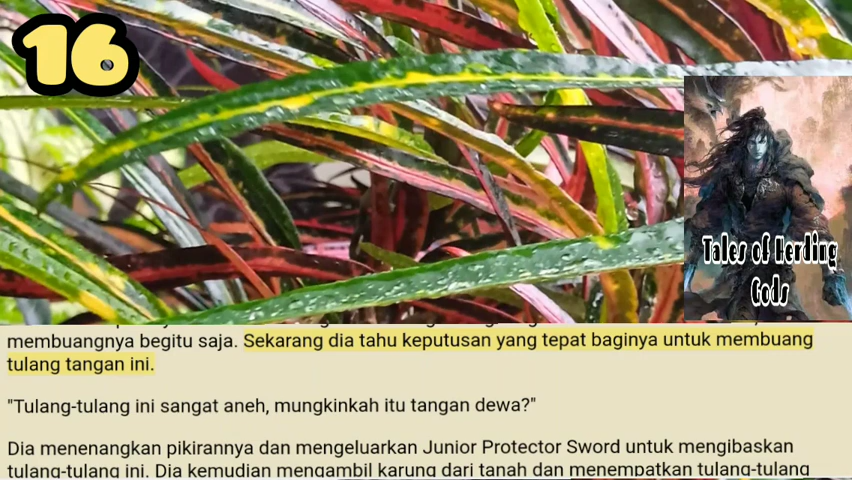 16
Tales of Herding
Gods
membuangnya begitu saja. Sekarang dia tahu keputusan yang tepat baginya untuk membuang
tulang tangan ini.
"Tulang-tulang ini sangat aneh, mungkinkah itu tangan dewa?"
Dia menenangkan pikirannya dan mengeluarkan Junior Protector Sword untuk mengibaskan
tulang-tulang ini. Dia kemudian mengambil karung dari tanah dan menempatkan tulang-tulang